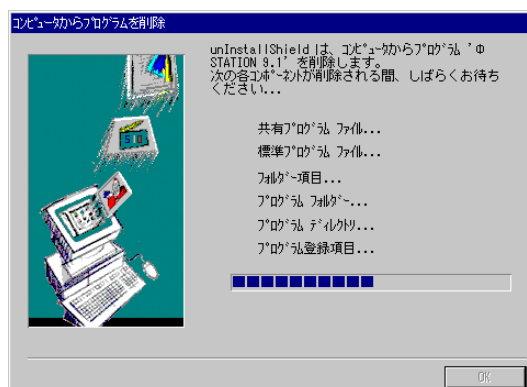 ｺﾝﾋﾟｭｰﾀからﾌﾟﾛｸﾞﾗﾑを削除
unInstallShield は、ｺﾝﾋﾟｭｰﾀからﾌﾟﾛｸﾞﾗﾑ 'Φ
STATION 9.1' を削除します。
次の各ｺﾝﾎﾟｰﾈﾝﾄが削除される間、しばらくお待ち
ください...
共有ﾌﾟﾛｸﾞﾗﾑ ﾌｧｲﾙ...
標準ﾌﾟﾛｸﾞﾗﾑ ﾌｧｲﾙ...
ﾌｫﾙﾀﾞｰ項目...
ﾌﾟﾛｸﾞﾗﾑ ﾌｫﾙﾀﾞｰ...
ﾌﾟﾛｸﾞﾗﾑ ﾃﾞｨﾚｸﾄﾘ...
ﾌﾟﾛｸﾞﾗﾑ登録項目...
OK